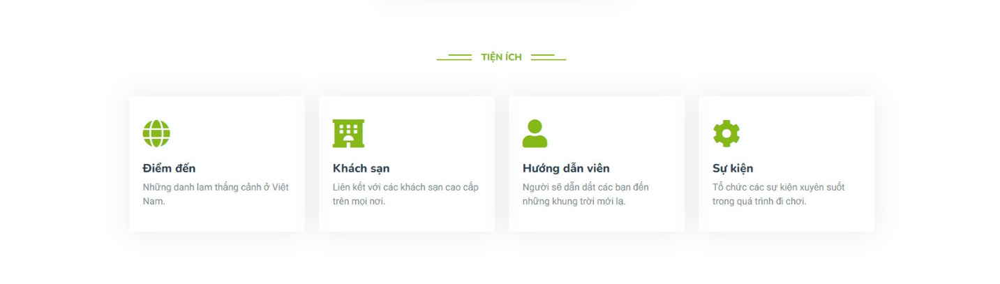 TIỆN ÍCH
Điểm đến
Những danh lam thắng cảnh ở Việt
Nam.
Khách sạn
Liên kết với các khách sạn cao cấp
trên mọi nơi.
Hướng dẫn viên
Người sẽ dẫn dắt các bạn đến
những khung trời mới lạ.
Sự kiện
Tổ chức các sự kiện xuyên suốt
trong quá trình đi chơi.